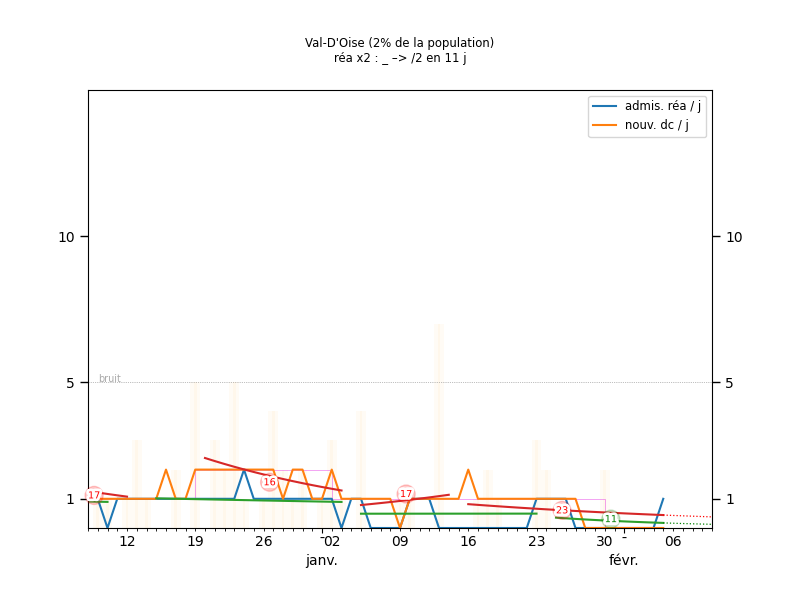 Val-D'Oise (2% de la population)
réa x2 : _ –> /2 en 11 j
admis. réa / j
nouv. dc / j
10
10
bruit
5
5
17
16
17
23
11
1
1
12
19
26
02
09
16
23
30
06
janv.
févr.